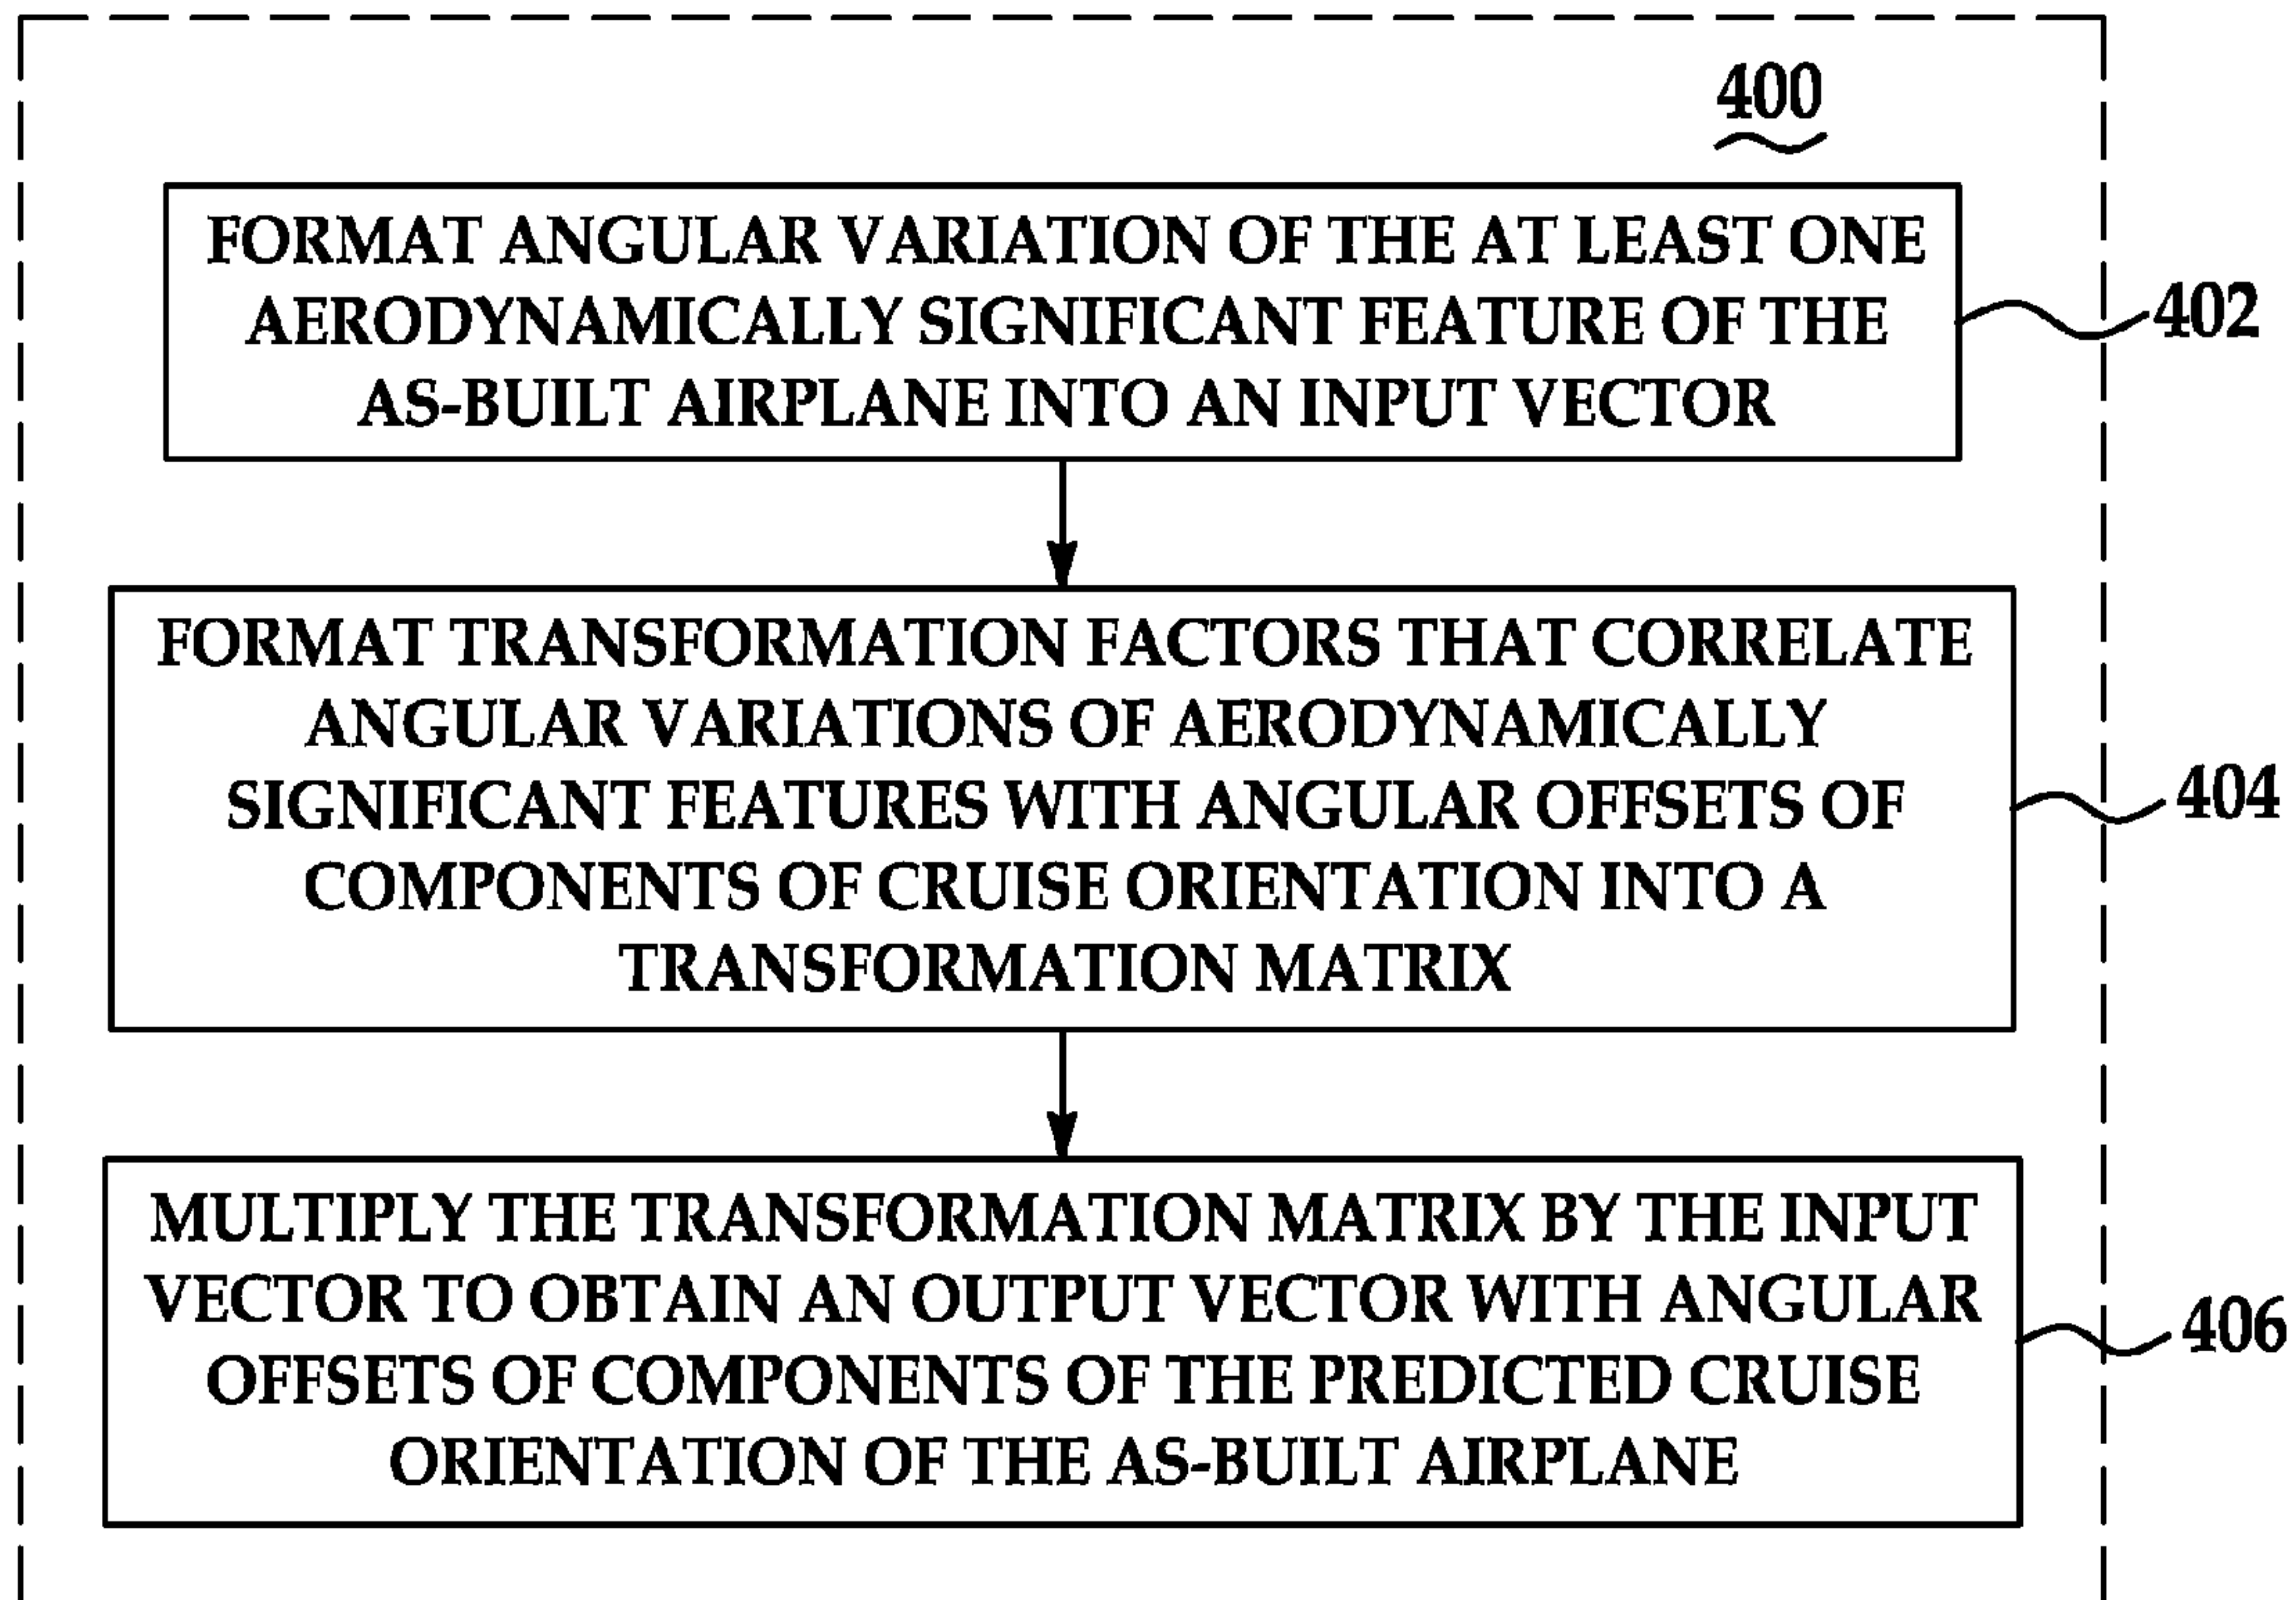 400
FORMAT ANGULAR VARIATION OF THE AT LEAST ONE
AERODYNAMICALLY SIGNIFICANT FEATURE OF THE
AS-BUILT AIRPLANE INTO AN INPUT VECTOR
402
FORMAT TRANSFORMATION FACTORS THAT CORRELATE
ANGULAR VARIATIONS OF AERODYNAMICALLY
SIGNIFICANT FEATURES WITH ANGULAR OFFSETS OF
COMPONENTS OF CRUISE ORIENTATION INTO A
TRANSFORMATION MATRIX
404
MULTIPLY THE TRANSFORMATION MATRIX BY THE INPUT
VECTOR TO OBTAIN AN OUTPUT VECTOR WITH ANGULAR
OFFSETS OF COMPONENTS OF THE PREDICTED CRUISE
ORIENTATION OF THE AS-BUILT AIRPLANE
406